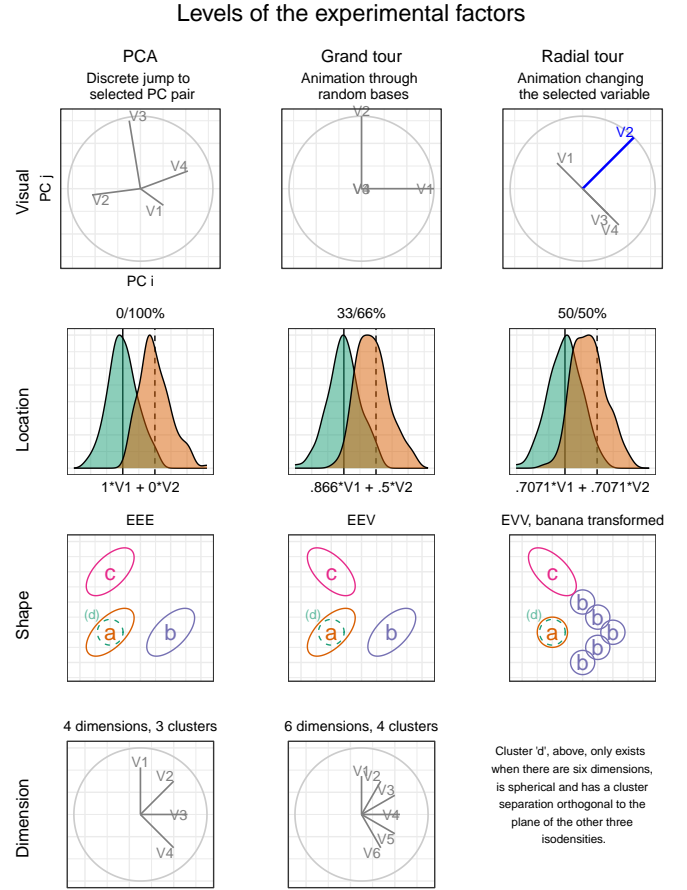 Levels of the experimental factors
PCA
Grand tour
Radial tour
Discrete jump to
selected PC pair
Animation through
random bases
Animation changing
the selected variable
Visual
PC j
V3
V4
V2
V1
V2
V1
V2
V1
V3
V4
PC i
0/100%
33/66%
50/50%
Location
1*V1 + 0*V2
.866*V1 + .5*V2
.7071*V1 + .7071*V2
EEE
EEV
EVV, banana transformed
Shape
c
(d)
a
b
c
(d)
a
b
c
(d)
a
b
b
b
b
b
4 dimensions, 3 clusters
6 dimensions, 4 clusters
Dimension
V1
V2
V3
V4
V1
V2
V3
V4
V5
V6
Cluster 'd', above, only exists
when there are six dimensions,
is spherical and has a cluster
separation orthogonal to the
plane of the other three
isodensities.